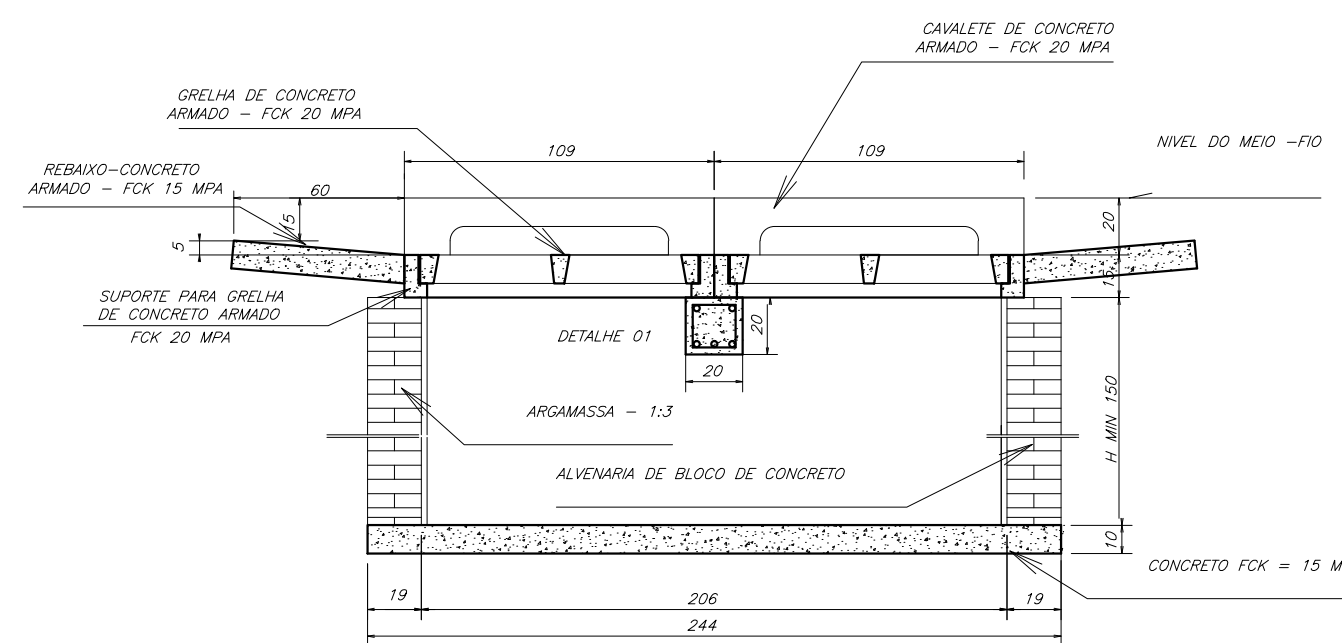 CAVALETE DE CONCRETO
ARMADO - FCK 20 MPA
GRELHA DE CONCRETO
ARMADO - FCK 20 MPA
NIVEL DO MEIO -FIO
109
109
REBAIXO-CONCRETO
ARMADO - FCK 15 MPA
60
15
5
20
15
SUPORTE PARA GRELHA
DE CONCRETO ARMADO
FCK 20 MPA
DETALHE 01
20
20
ARGAMASSA - 1:3
H MIN 150
ALVENARIA DE BLOCO DE CONCRETO
10
CONCRETO FCK = 15 M
19
206
19
244